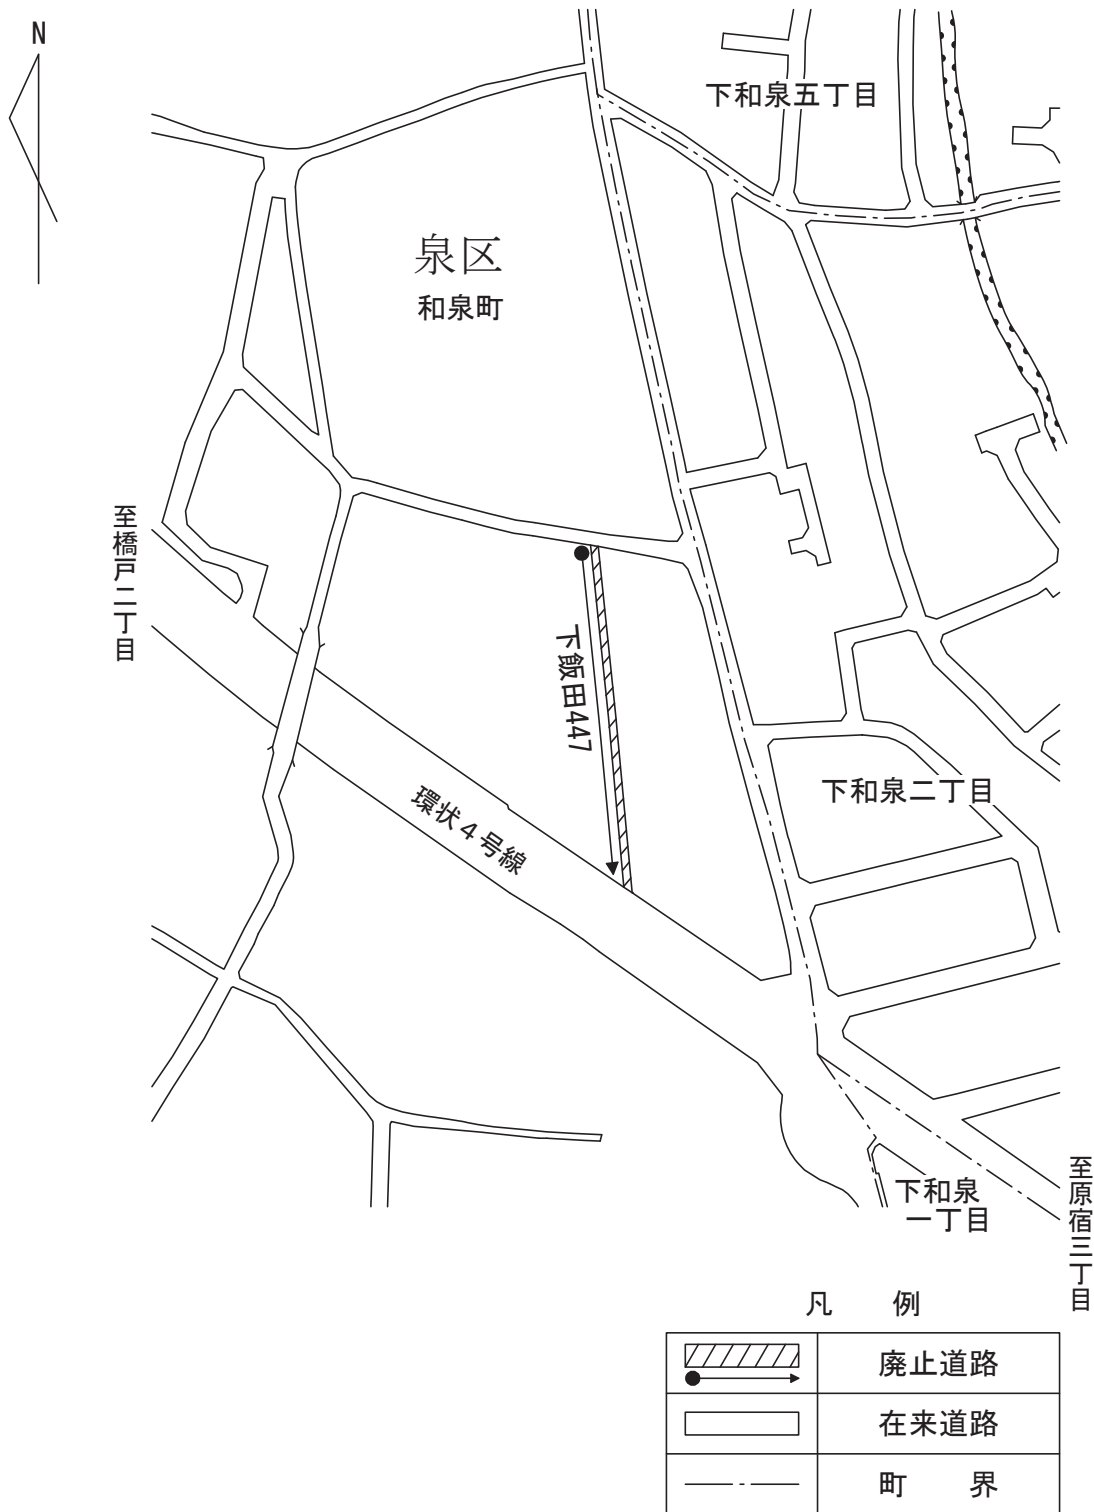 N
下和泉五丁目
泉区
和泉町
至橋戸二丁目
下飯田447
環状4号線
下和泉二丁目
下和泉
一丁目
至原宿三丁目
凡 例
廃止道路
在来道路
町 界